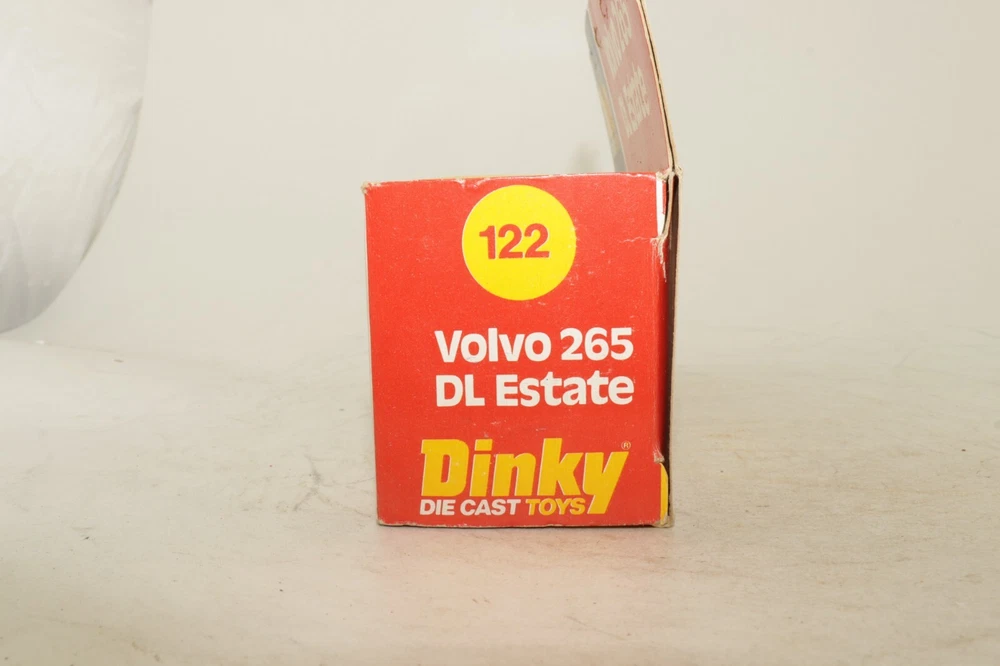 122
Volvo 265
DL Estate
Dinky®
DIE CAST TOYS